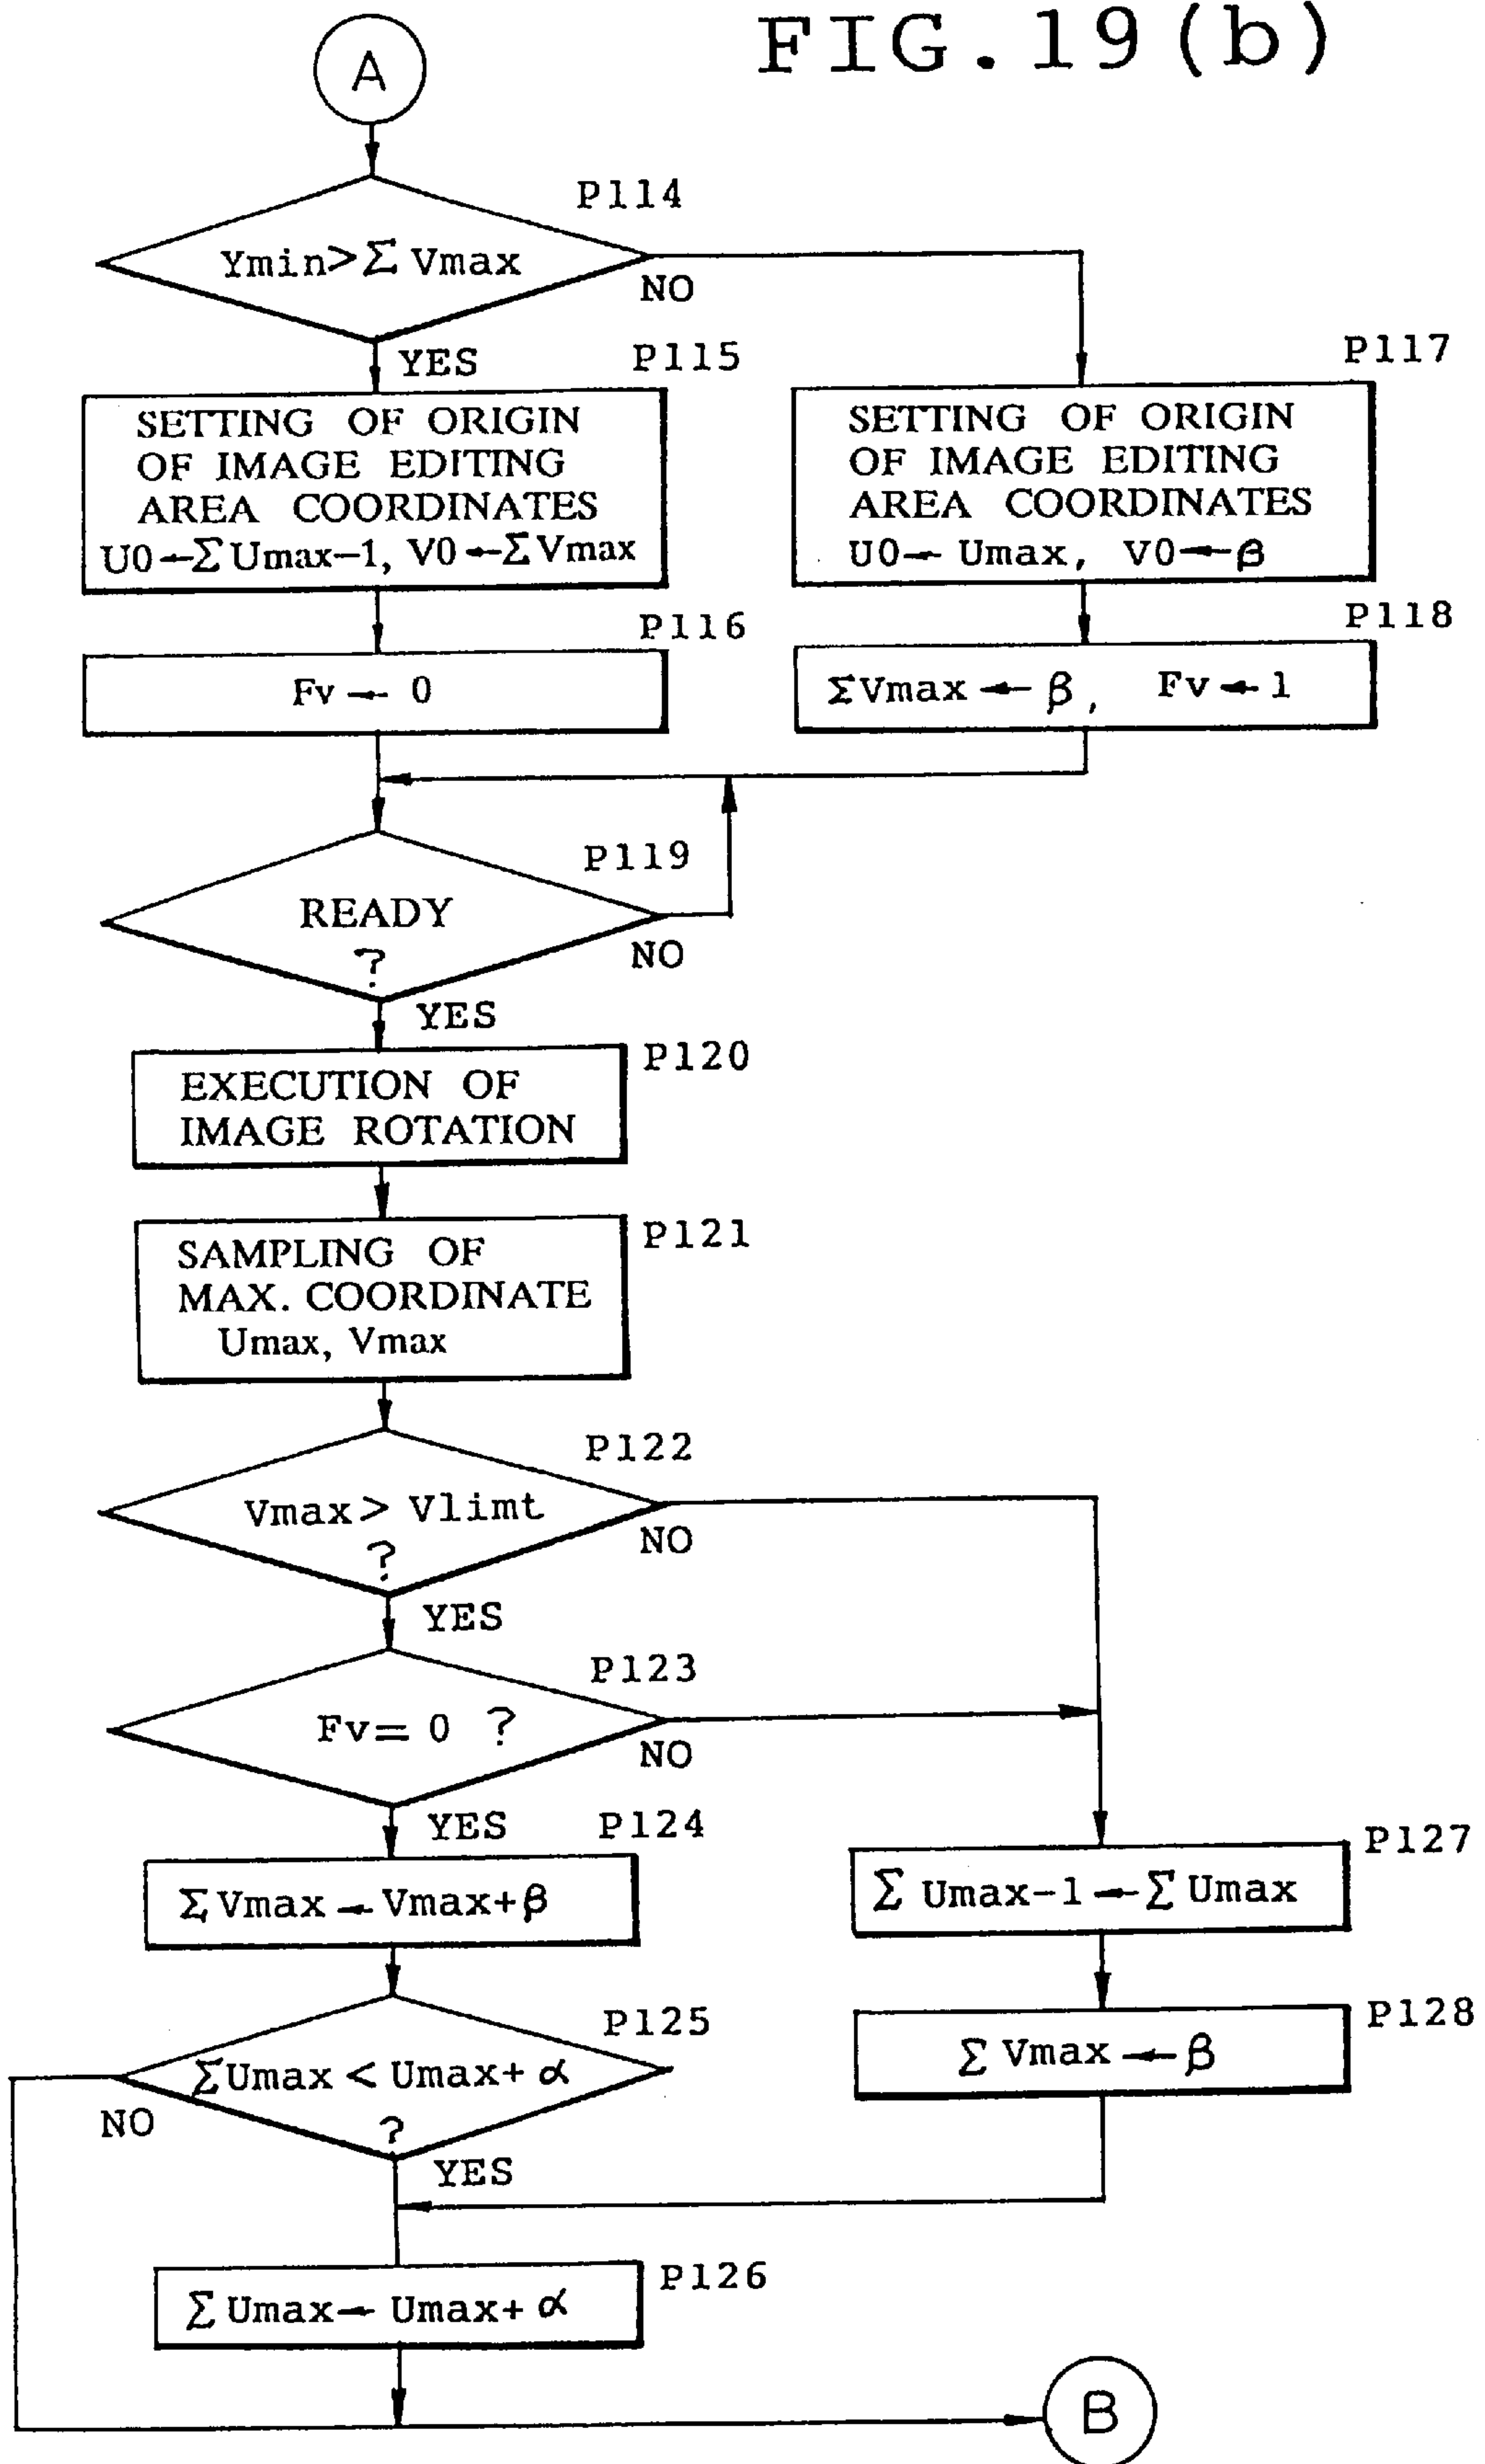 FIG.19(b)
A
P114
Ymin>Σ Vmax
NO
YES
P115
SETTING OF ORIGIN
OF IMAGE EDITING
AREA COORDINATES
U0←ΣUmax-1, V0←ΣVmax
P117
SETTING OF ORIGIN
OF IMAGE EDITING
AREA COORDINATES
U0← Umax, V0←β
P116
Fv ← 0
P118
ΣVmax ← β, Fv ← 1
P119
READY
?
NO
YES
P120
EXECUTION OF
IMAGE ROTATION
P121
SAMPLING OF
MAX. COORDINATE
Umax, Vmax
P122
Vmax > Vlimt
?
NO
YES
P123
Fv= 0 ?
NO
YES
P124
ΣVmax ← Vmax+β
P127
Σ Umax-1 ← Σ Umax
P125
ΣUmax < Umax+ α
?
NO
YES
P128
Σ Vmax ← β
P126
Σ Umax ← Umax+ α
B